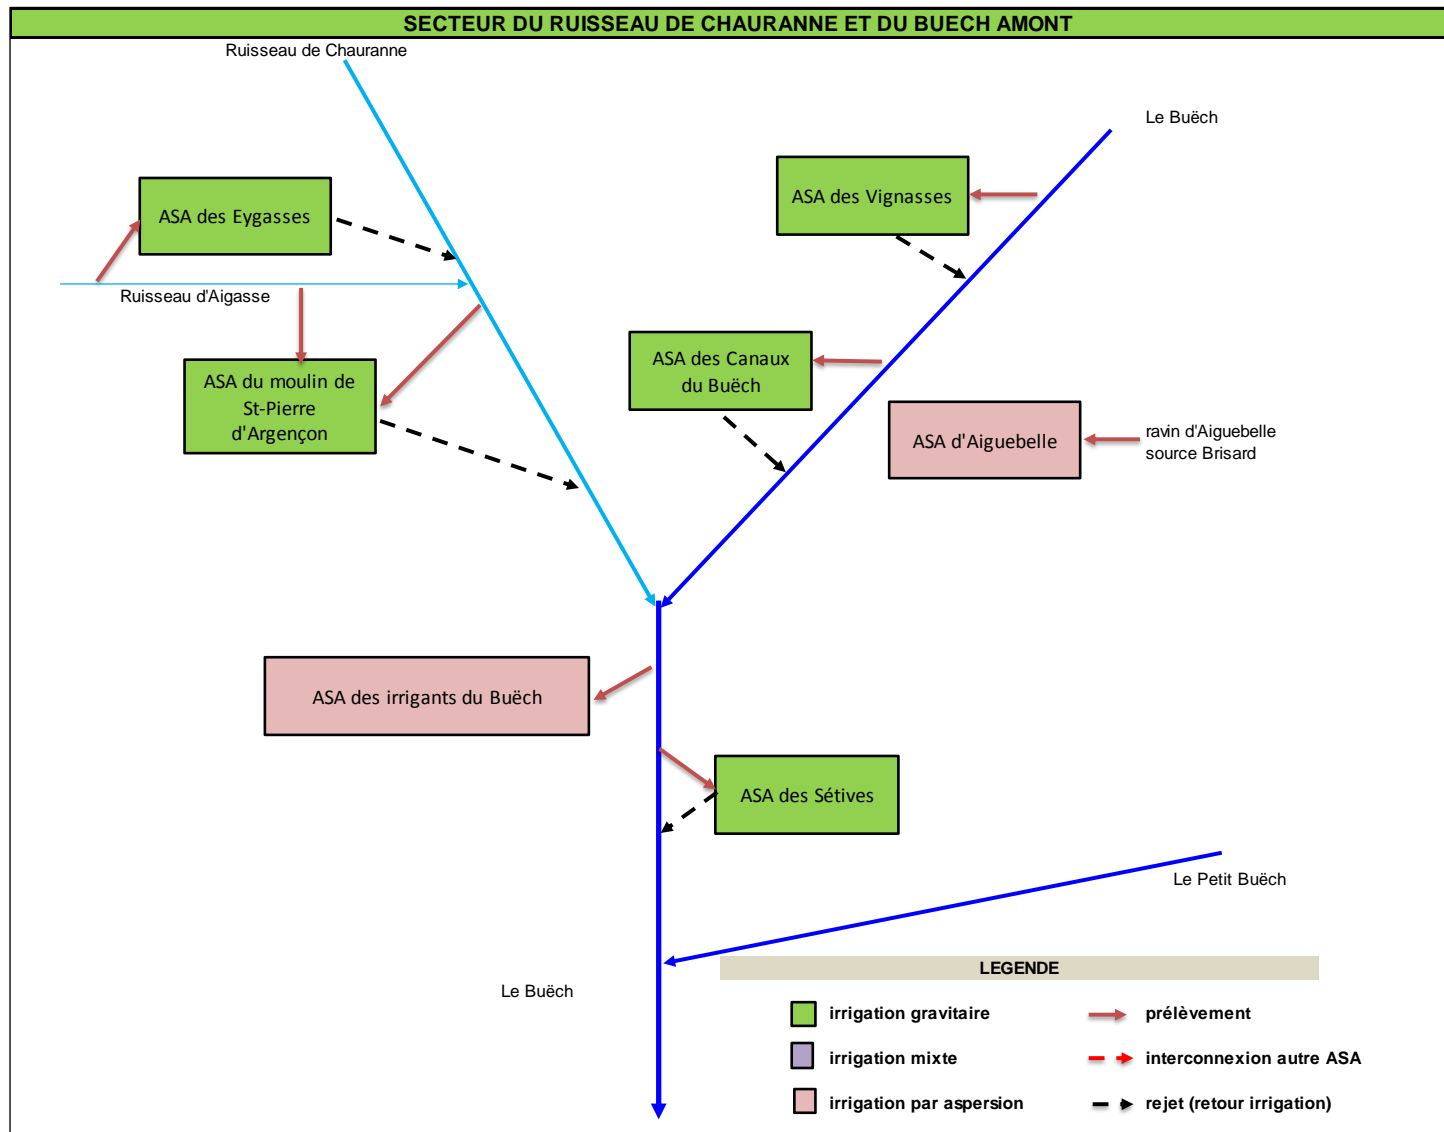 SECTEUR DU RUISSEAU DE CHAURANNE ET DU BUECH AMONT
Ruisseau de Chauranne
Le Buëch
ASA des Eygasses
ASA des Vignasses
Ruisseau d'Aigasse
ASA du moulin de
St-Pierre
d'Argençon
ASA des Canaux
du Buëch
ASA d'Aiguebelle
ravin d'Aiguebelle
source Brisard
ASA des irrigants du Buëch
ASA des Sétives
Le Petit Buëch
Le Buëch
LEGENDE
irrigation gravitaire
prélèvement
irrigation mixte
interconnexion autre ASA
irrigation par aspersion
rejet (retour irrigation)